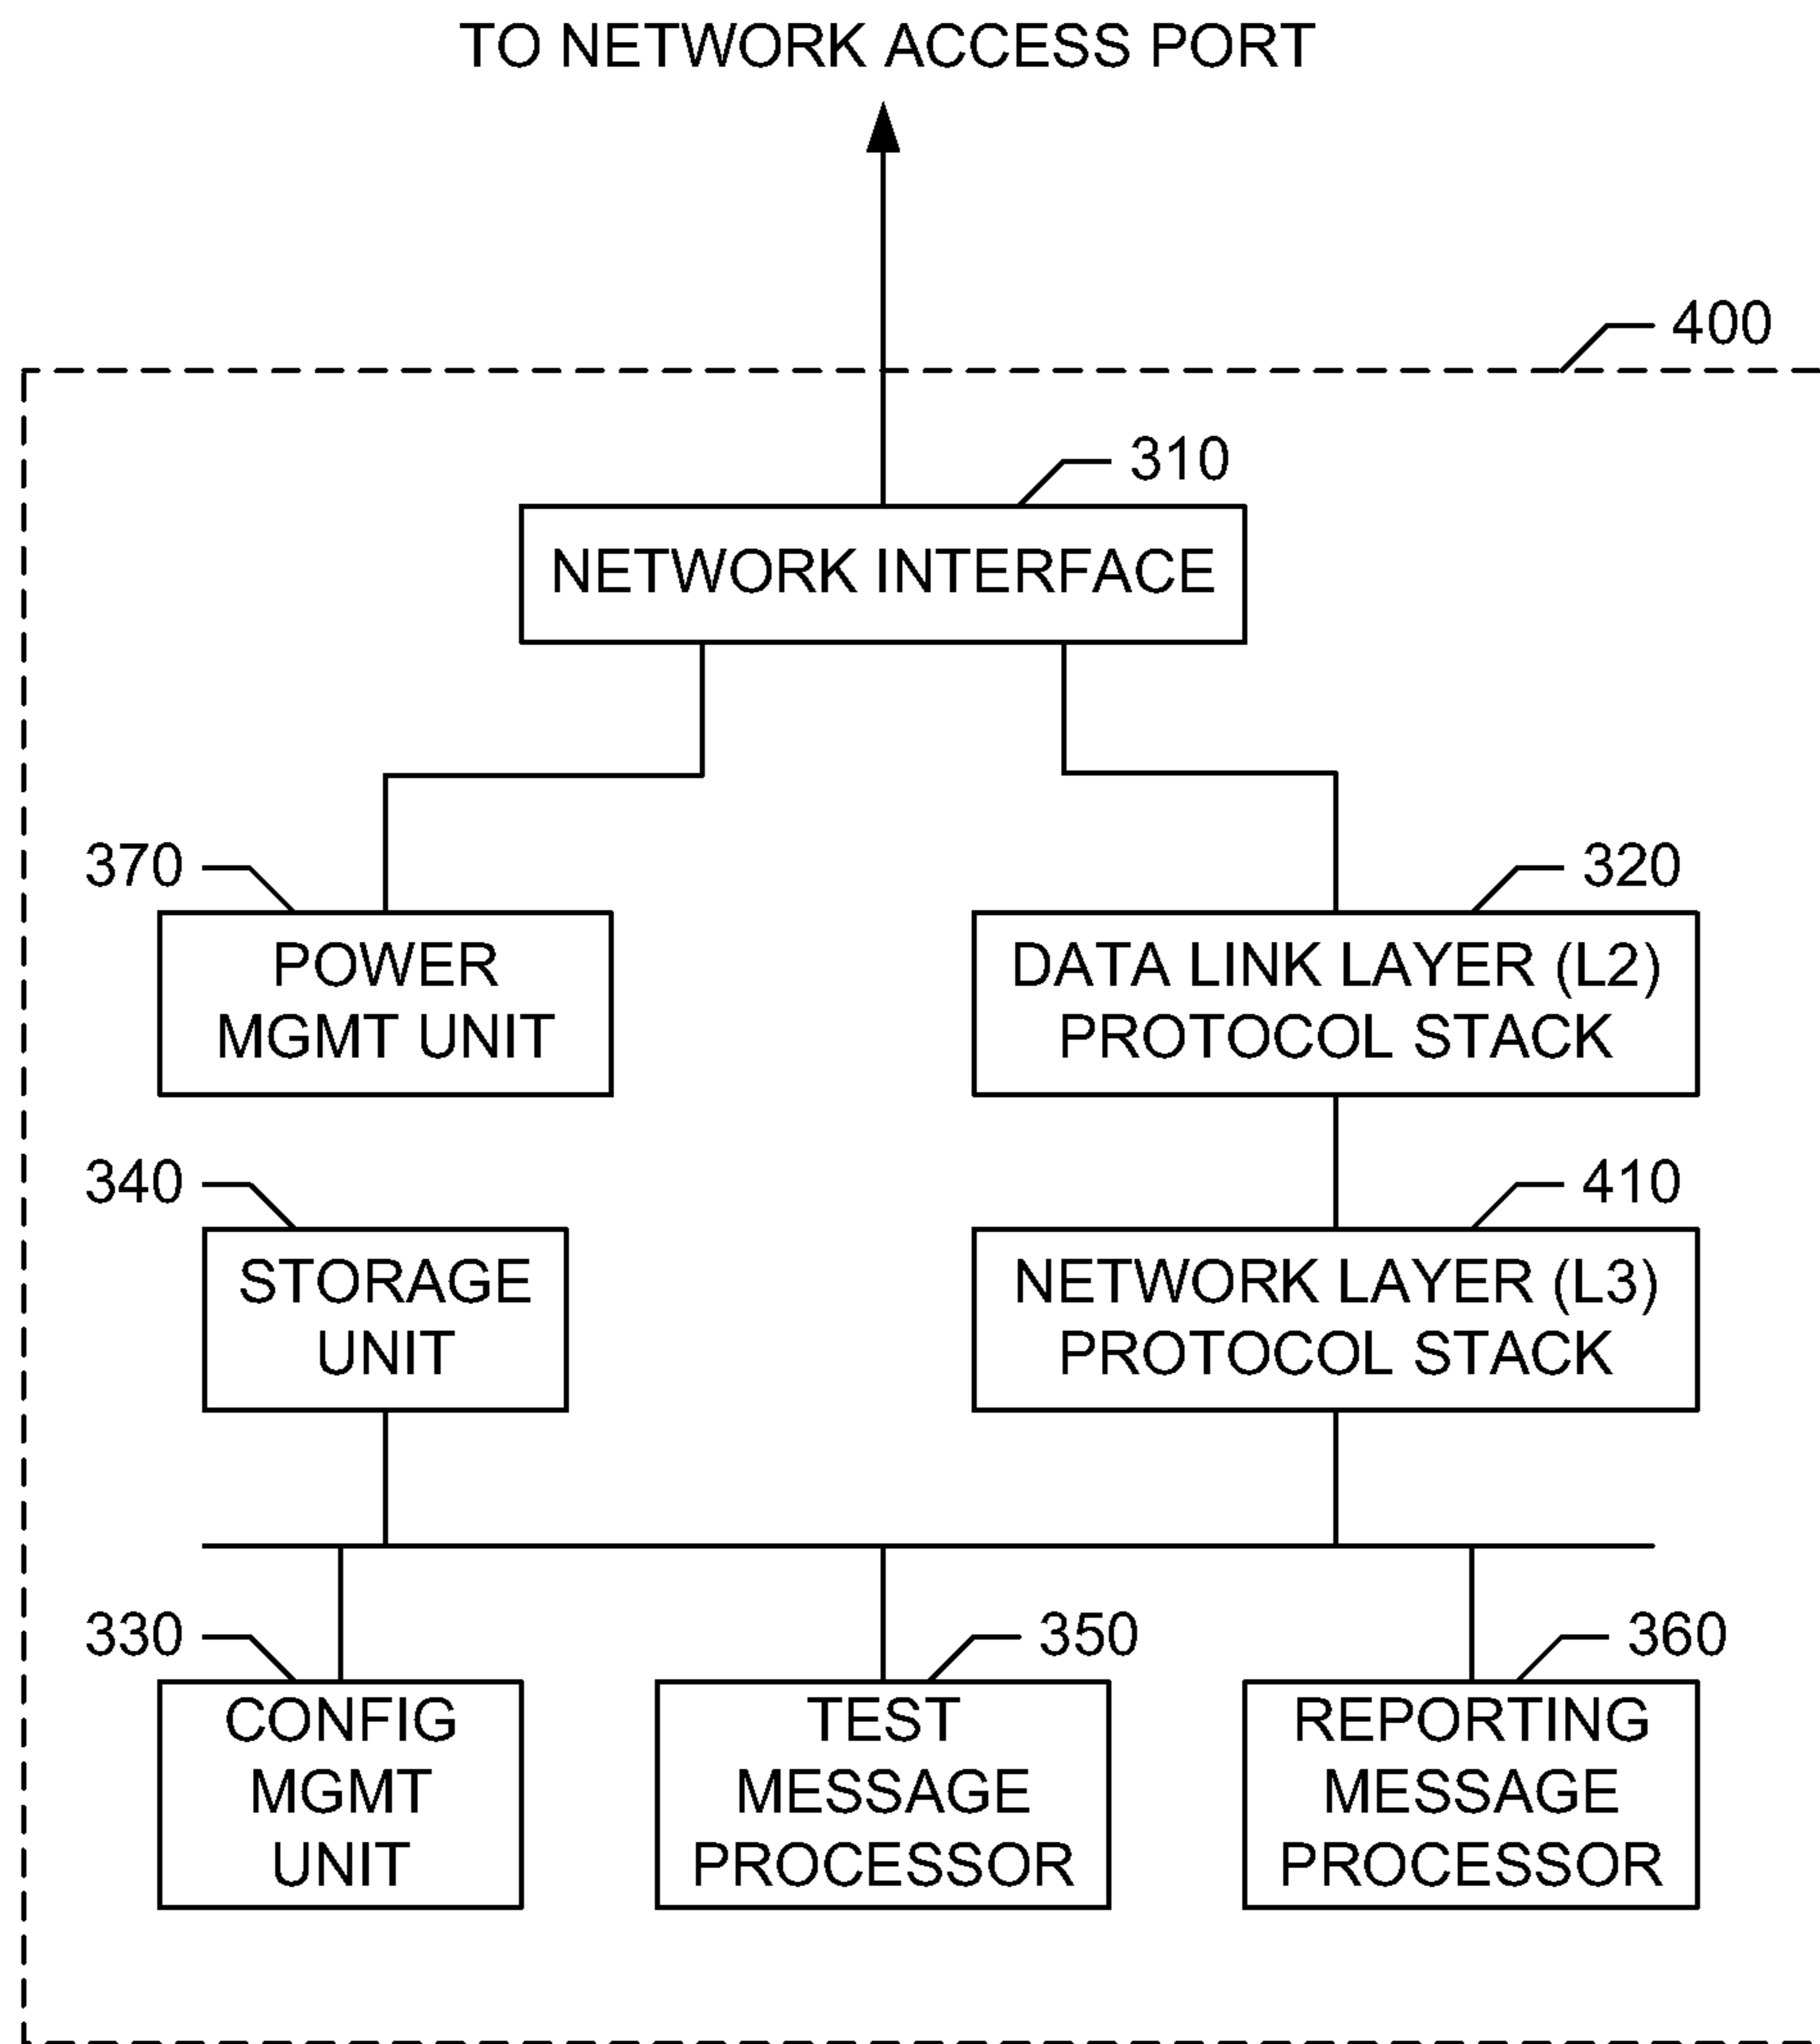 TO NETWORK ACCESS PORT
400
310
NETWORK INTERFACE
370
POWER
MGMT UNIT
320
DATA LINK LAYER (L2)
PROTOCOL STACK
340
STORAGE
UNIT
410
NETWORK LAYER (L3)
PROTOCOL STACK
330
CONFIG
MGMT
UNIT
350
TEST
MESSAGE
PROCESSOR
360
REPORTING
MESSAGE
PROCESSOR